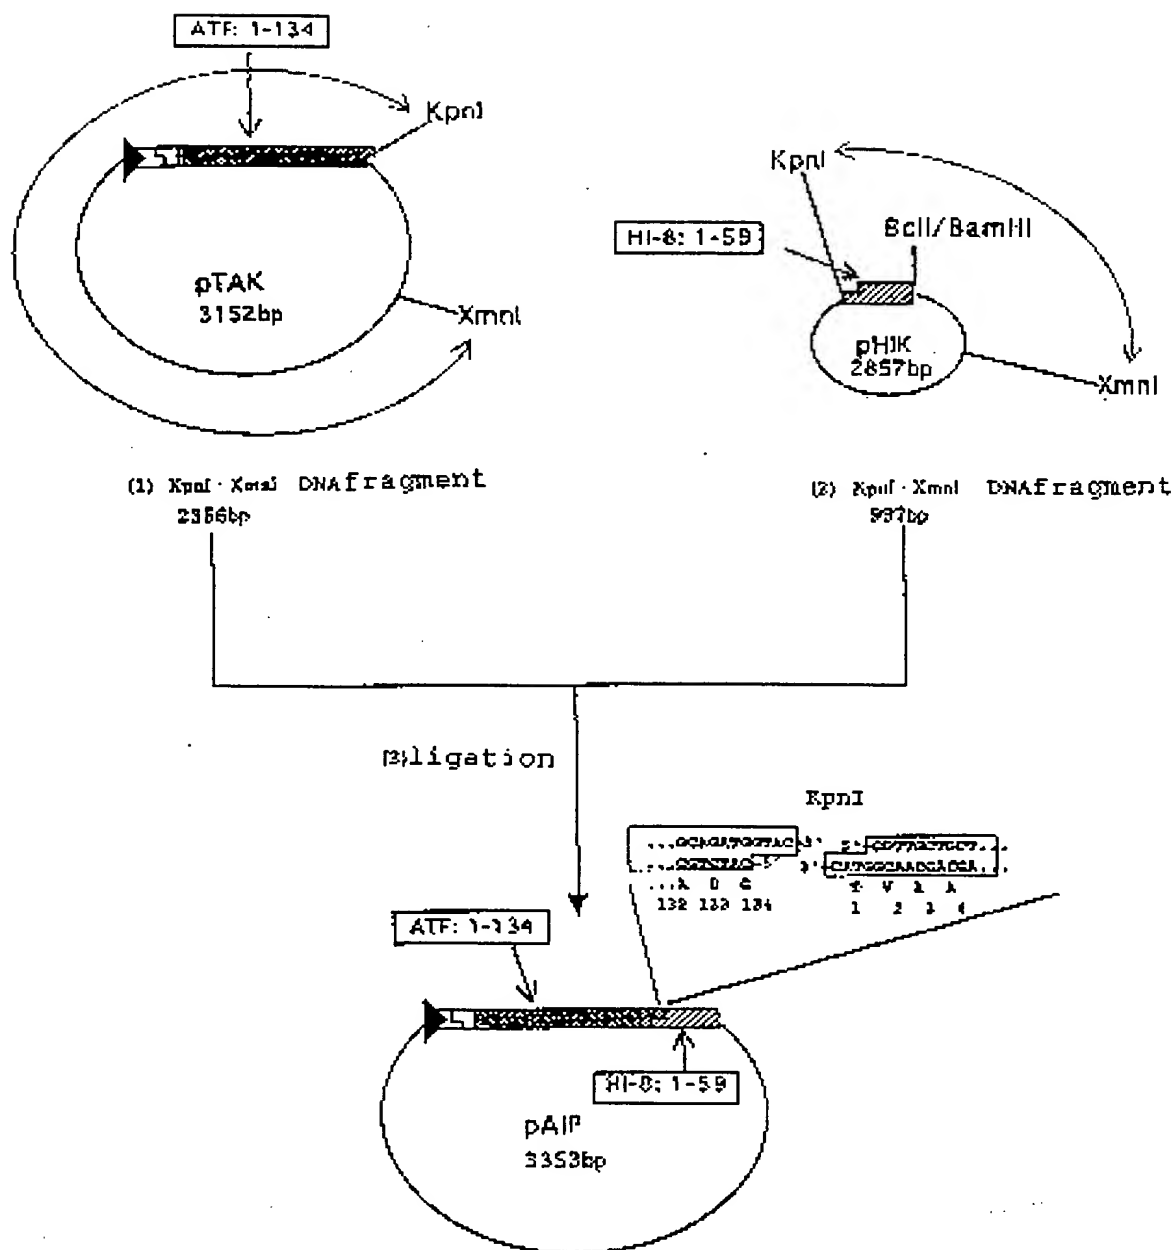 ATF: 1-134
KpnI
pTAK
3152bp
XmnI
KpnI
HI-8: 1-59
BclI/BamHI
pHIK
2857bp
XmnI
(1) KpnI · XmnI DNAfragment
2356bp
(2) KpnI · XmnI DNAfragment
997bp
(3)ligation
KpnI
...GCAGATGGTAC-3'
132 133 134
1 2 3 4
ATF: 1-134
HI-8: 1-59
pAIP
3353bp